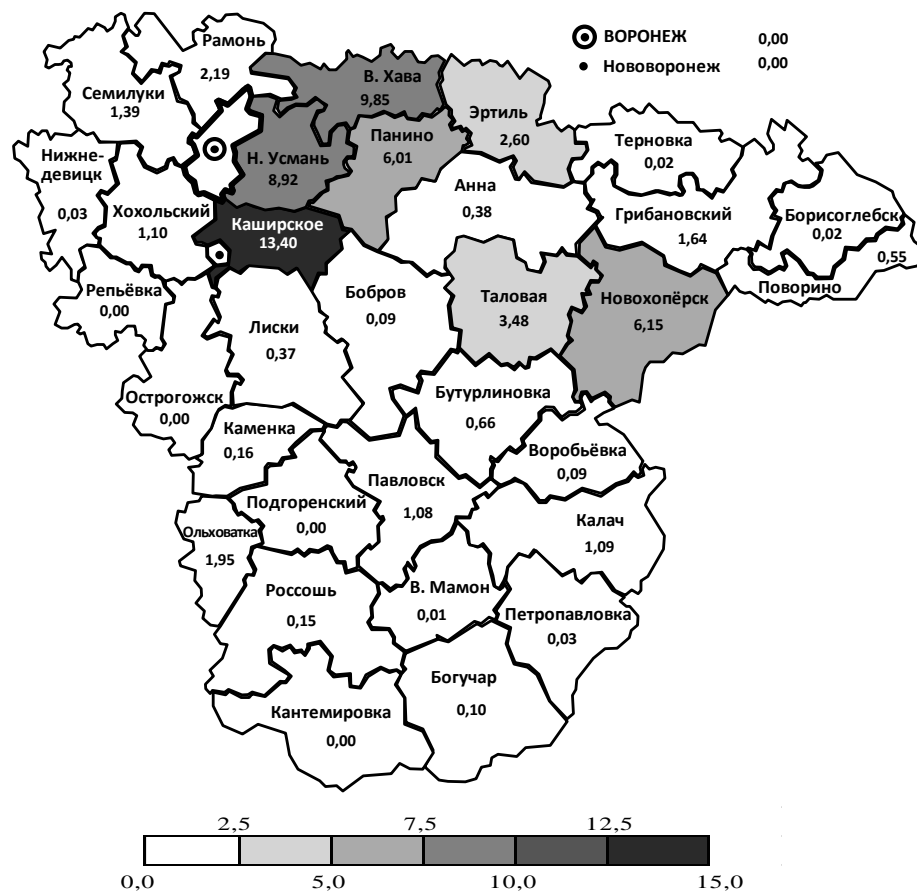 ВОРОНЕЖ 0,00
Нововоронеж 0,00
Рамонь
2,19
Семилуки
1,39
В. Хава
9,85
Эртиль
2,60
Панино
6,01
Н. Усмань
8,92
Терновка
0,02
Нижне-
девицк
0,03
Хохольский
1,10
Каширское
13,40
Анна
0,38
Грибановский
1,64
Борисоглебск
0,02
0,55
Поворино
Репьёвка
0,00
Лиски
0,37
Бобров
0,09
Таловая
3,48
Новохопёрск
6,15
Острогожск
0,00
Каменка
0,16
Бутурлиновка
0,66
Воробьёвка
0,09
Подгоренский
0,00
Павловск
1,08
Калач
1,09
Ольховатка
1,95
Россошь
0,15
В. Мамон
0,01
Петропавловка
0,03
Богучар
0,10
Кантемировка
0,00
2,5 7,5 12,5
0,0 5,0 10,0 15,0